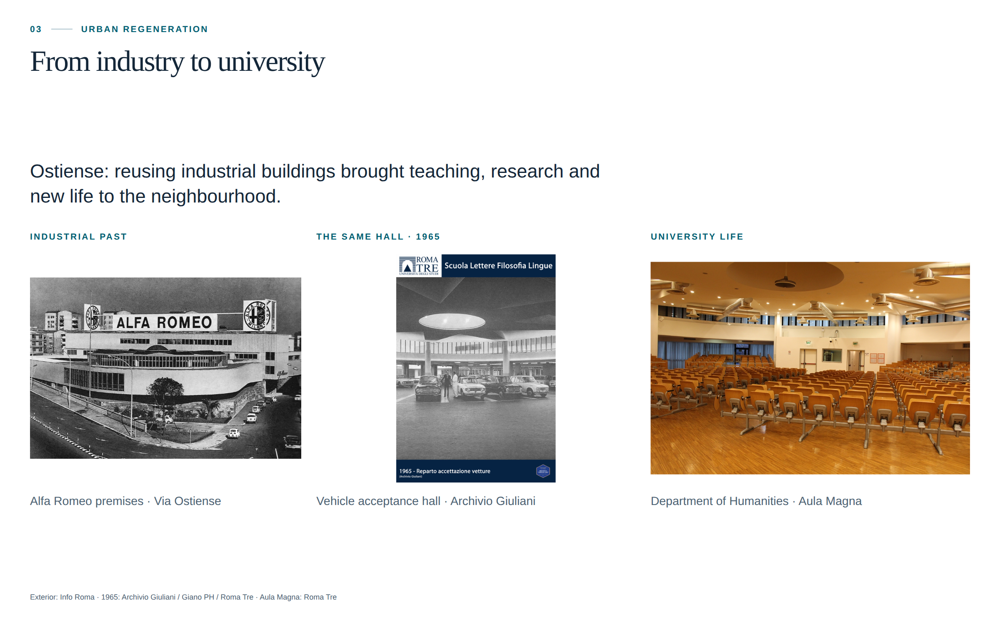 03 URBAN REGENERATION
From industry to university
Ostiense: reusing industrial buildings brought teaching, research and
new life to the neighbourhood.
INDUSTRIAL PAST
THE SAME HALL · 1965
UNIVERSITY LIFE
ALFA ROMEO
ALFA ROMEO
MILANO
ROMA
TRE
UNIVERSITÀ DEGLI STUDI
Scuola Lettere Filosofia Lingue
1965 - Reparto accettazione vetture
(Archivio Giuliani)
Alfa Romeo premises · Via Ostiense
Vehicle acceptance hall · Archivio Giuliani
Department of Humanities · Aula Magna
Exterior: Info Roma · 1965: Archivio Giuliani / Giano PH / Roma Tre · Aula Magna: Roma Tre